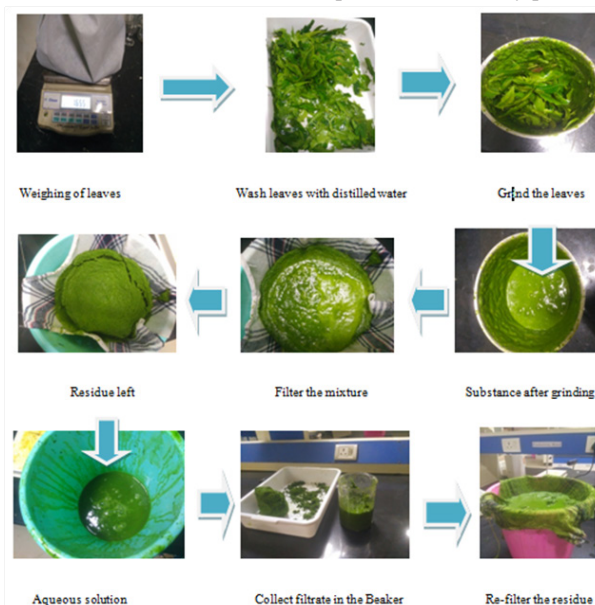 Weighing of leaves
Wash leaves with distilled water
Grind the leaves
Substance after grinding
Filter the mixture
Residue left
Aqueous solution
Collect filtrate in the Beaker
Re-filter the residue